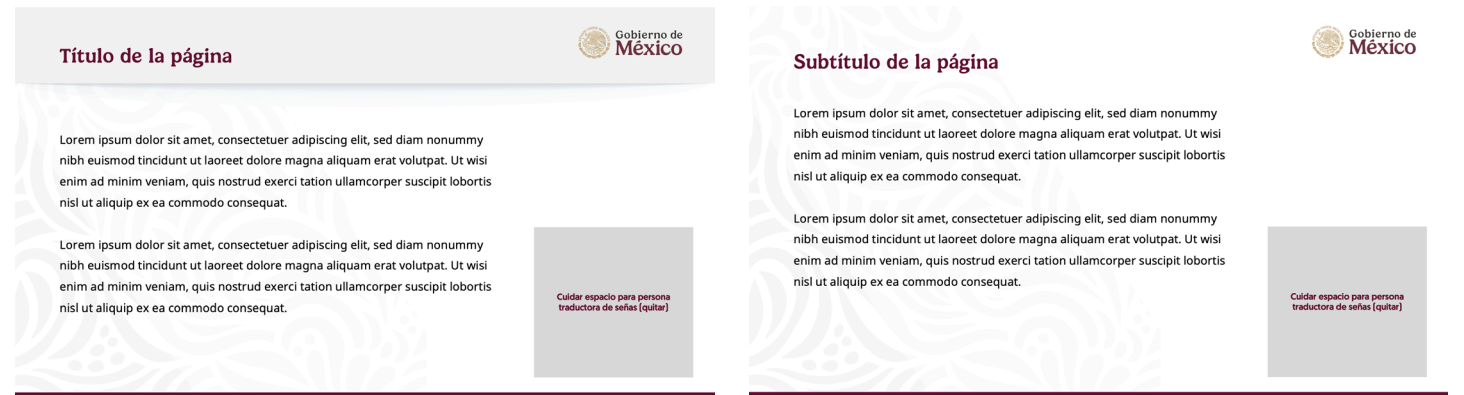 Título de la página
Gobierno de
México
Lorem ipsum dolor sit amet, consectetuer adipiscing elit, sed diam nonummy
nibh euismod tincidunt ut laoreet dolore magna aliquam erat volutpat. Ut wisi
enim ad minim veniam, quis nostrud exerci tation ullamcorper suscipit lobortis
nisl ut aliquip ex ea commodo consequat.
Lorem ipsum dolor sit amet, consectetuer adipiscing elit, sed diam nonummy
nibh euismod tincidunt ut laoreet dolore magna aliquam erat volutpat. Ut wisi
enim ad minim veniam, quis nostrud exerci tation ullamcorper suscipit lobortis
nisl ut aliquip ex ea commodo consequat.
Cuidar espacio para persona
traductora de señas (quitar)
Subtítulo de la página
Gobierno de
México
Lorem ipsum dolor sit amet, consectetuer adipiscing elit, sed diam nonummy
nibh euismod tincidunt ut laoreet dolore magna aliquam erat volutpat. Ut wisi
enim ad minim veniam, quis nostrud exerci tation ullamcorper suscipit lobortis
nisl ut aliquip ex ea commodo consequat.
Lorem ipsum dolor sit amet, consectetuer adipiscing elit, sed diam nonummy
nibh euismod tincidunt ut laoreet dolore magna aliquam erat volutpat. Ut wisi
enim ad minim veniam, quis nostrud exerci tation ullamcorper suscipit lobortis
nisl ut aliquip ex ea commodo consequat.
Cuidar espacio para persona
traductora de señas (quitar)